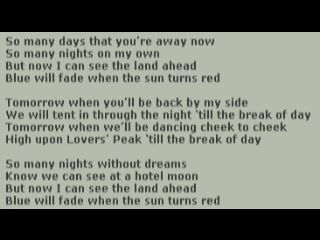 So many days that you're away now
So many nights on my own
But now I can see the land ahead
Blue will fade when the sun turns red

Tomorrow when you'll be back by my side
We will tent in through the night 'till the break of day
Tomorrow when we'll be dancing cheek to cheek
High upon Lovers' Peak 'till the break of day

So many nights without dreams
Know we can see at a hotel moon
But now I can see the land ahead
Blue will fade when the sun turns red